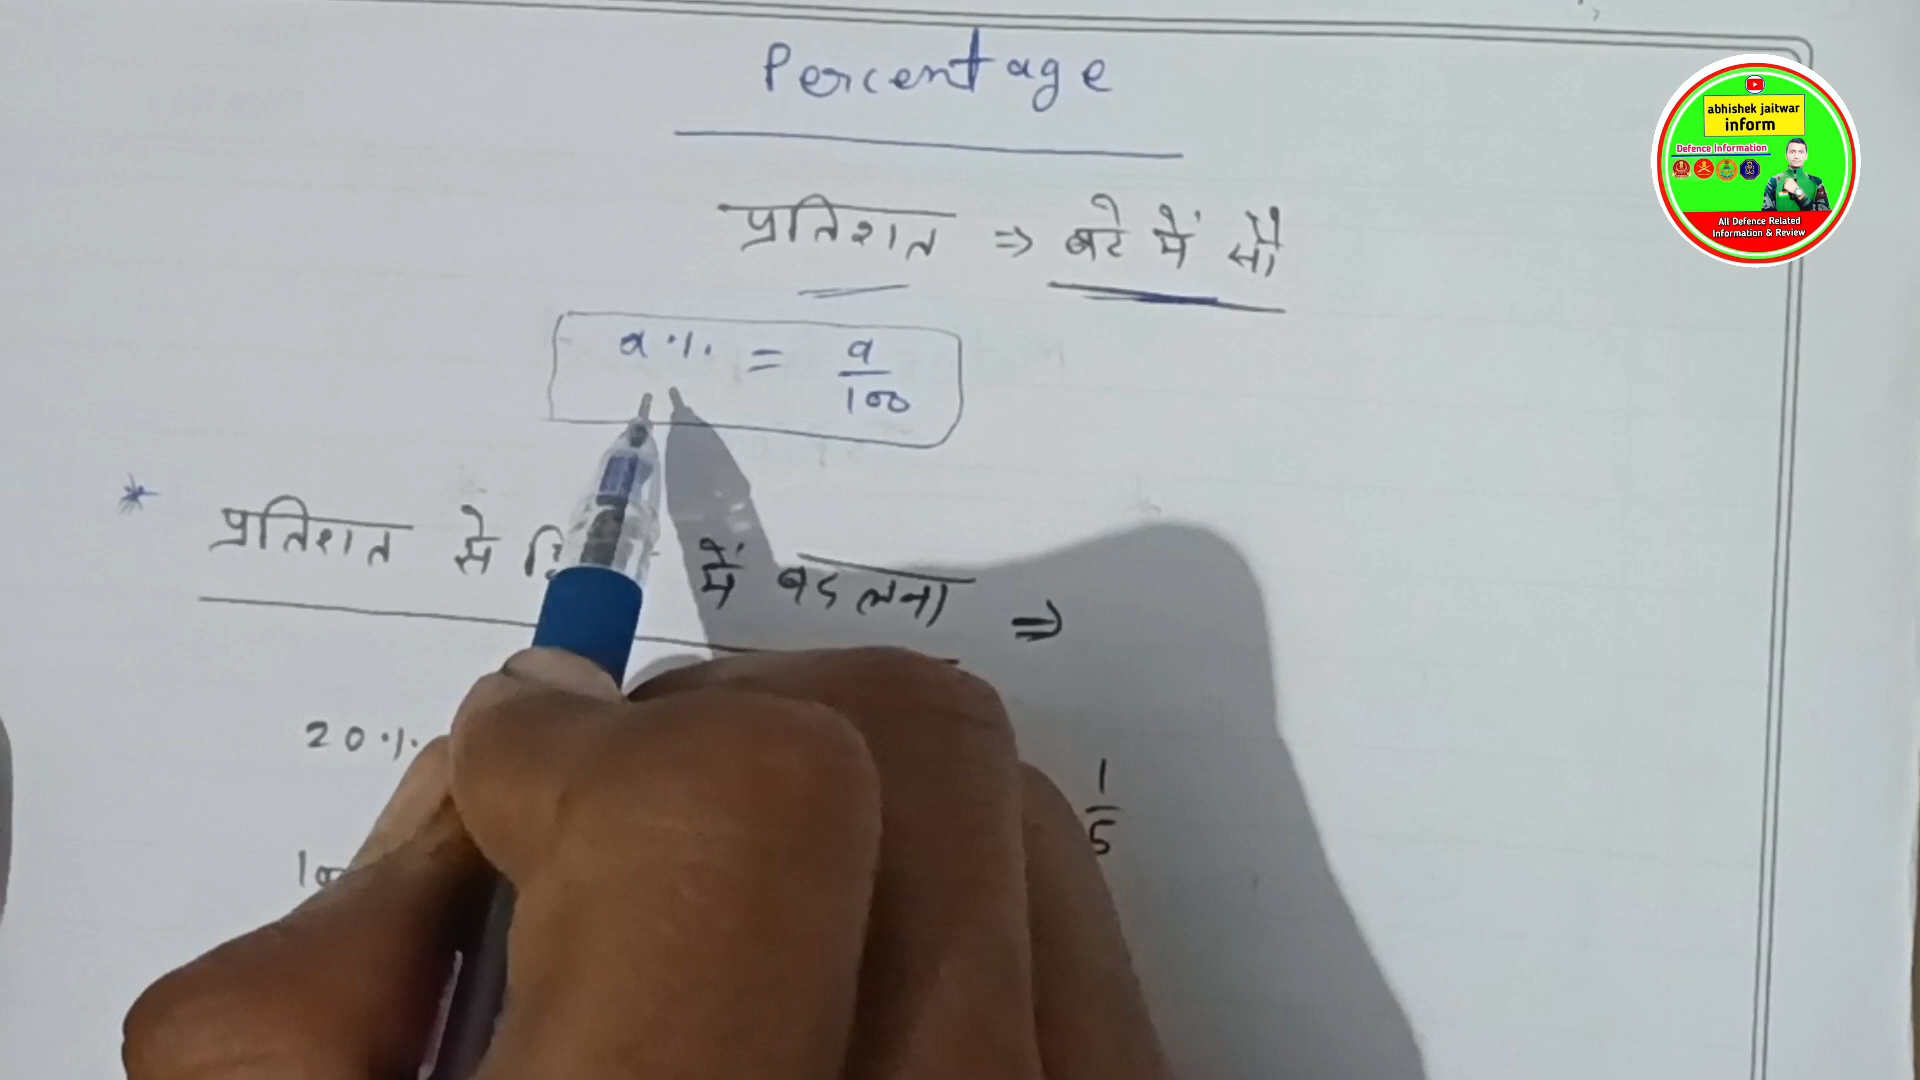 Percentage
प्रतिशत ⇒ बटे में सौ
a % = a/100
* प्रतिशत से में बदलना ⇒
20 %
1/5
abhishek jaitwar
inform
Defence Information
All Defence Related
Information & Review